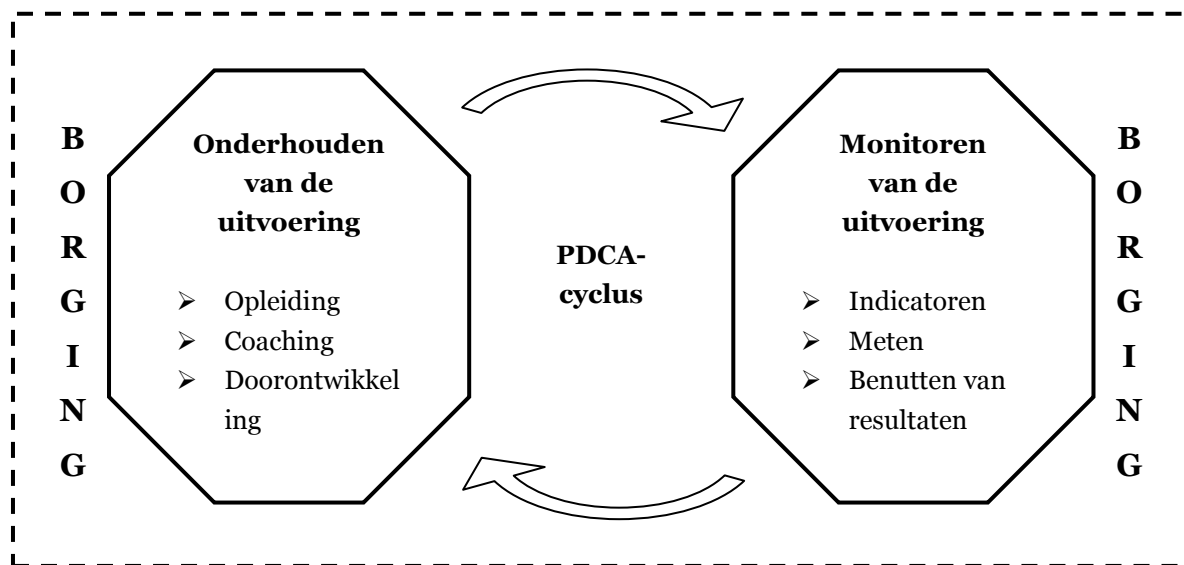 B
O
R
G
I
N
G
Onderhouden
van de
uitvoering
➢ Opleiding
➢ Coaching
➢ Doorontwikkel
ing
PDCA-
cyclus
Monitoren
van de
uitvoering
➢ Indicatoren
➢ Meten
➢ Benutten van
resultaten
B
O
R
G
I
N
G